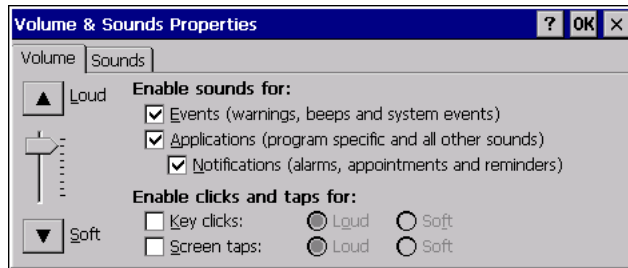 Volume & Sounds Properties ? OK ×
Volume Sounds
Loud
Enable sounds for:
Events (warnings, beeps and system events)
Applications (program specific and all other sounds)
Notifications (alarms, appointments and reminders)
Enable clicks and taps for:
Key clicks: Loud Soft
Soft
Screen taps: Loud Soft